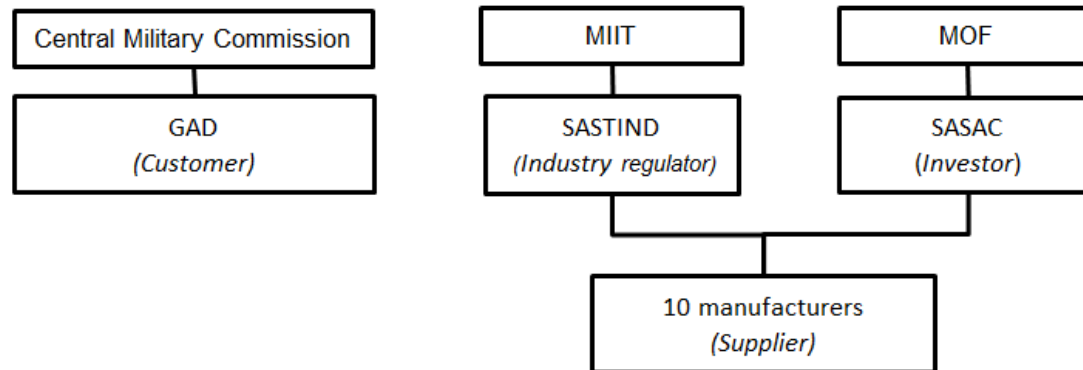 Central Military Commission
MIIT
MOF
GAD
(Customer)
SASTIND
(Industry regulator)
SASAC
(Investor)
10 manufacturers
(Supplier)